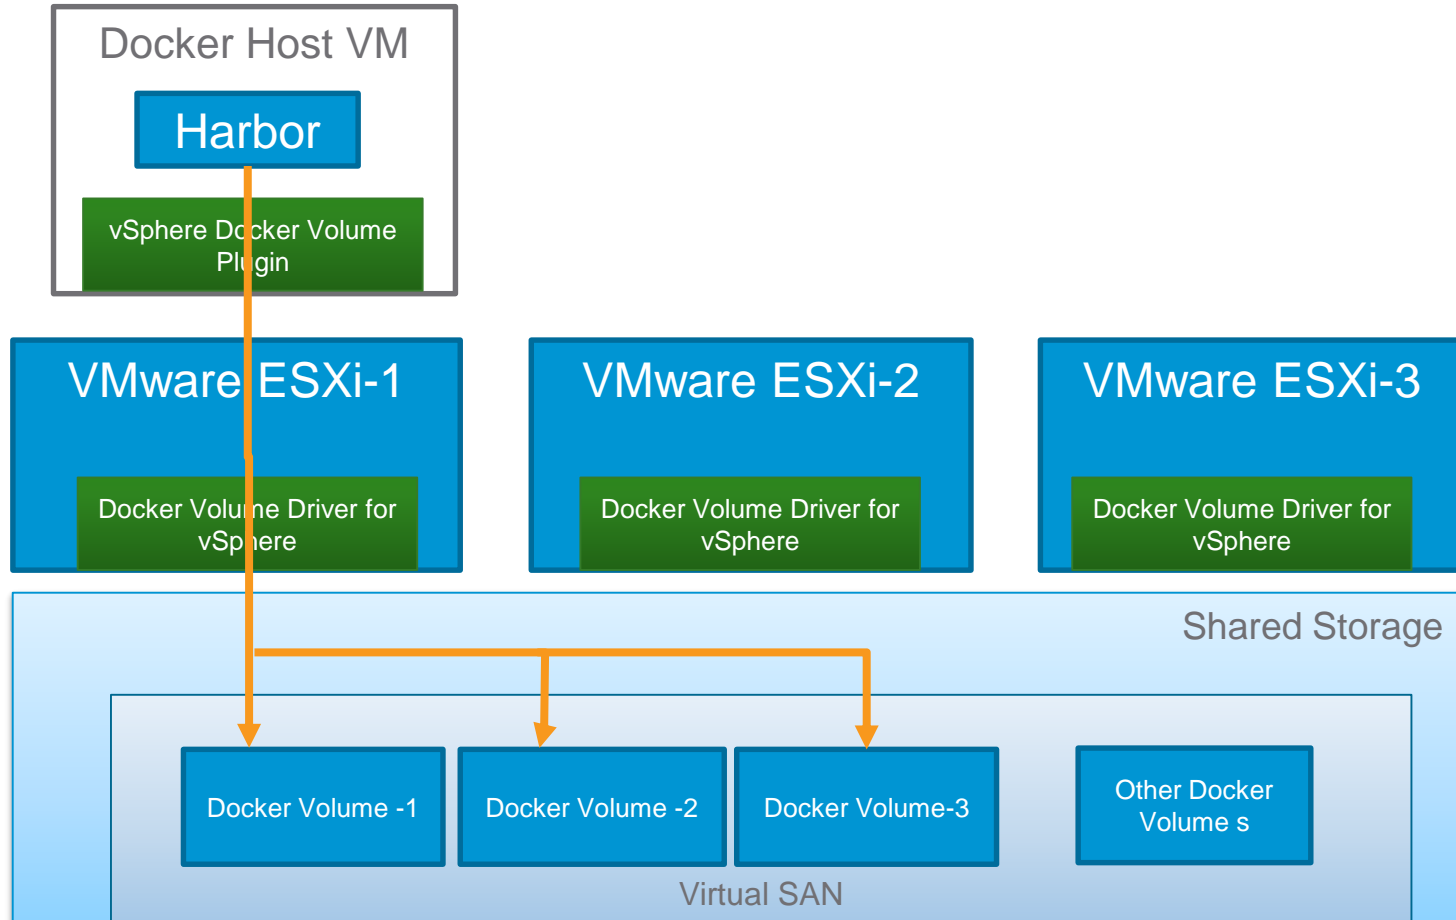 Docker Host VM
Harbor
vSphere Docker Volume
Plugin
VMware ESXi-1
VMware ESXi-2
VMware ESXi-3
Docker Volume Driver for
vSphere
Docker Volume Driver for
vSphere
Docker Volume Driver for
vSphere
Shared Storage
Docker Volume -1
Docker Volume -2
Docker Volume-3
Other Docker
Volume s
Virtual SAN